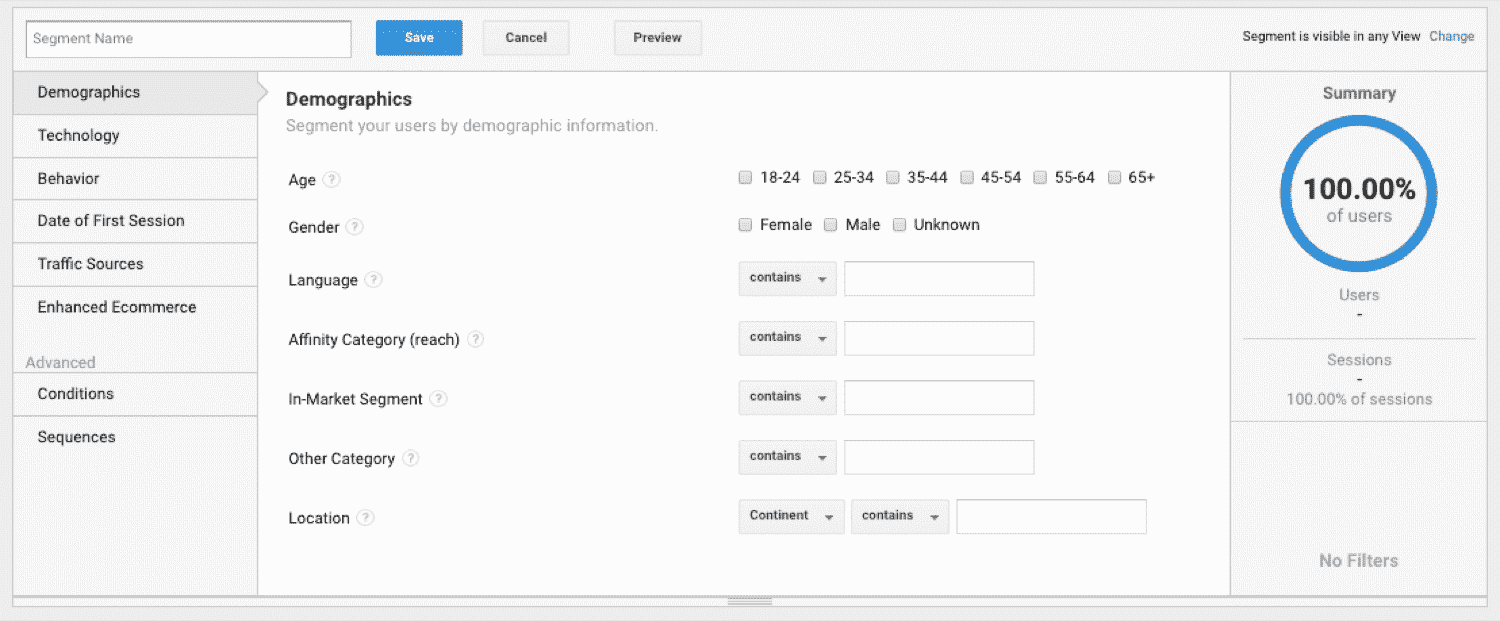 Segment Name Save Cancel Preview Segment is visible in any View Change
Demographics
Technology
Behavior
Date of First Session
Traffic Sources
Enhanced Ecommerce
Advanced
Conditions
Sequences
Demographics
Segment your users by demographic information.
Age ? 18-24 25-34 35-44 45-54 55-64 65+
Gender ? Female Male Unknown
Language ? contains
Affinity Category (reach) ? contains
In-Market Segment ? contains
Other Category ? contains
Location ? Continent contains
Summary
100.00%
of users
Users
-
Sessions
-
100.00% of sessions
No Filters